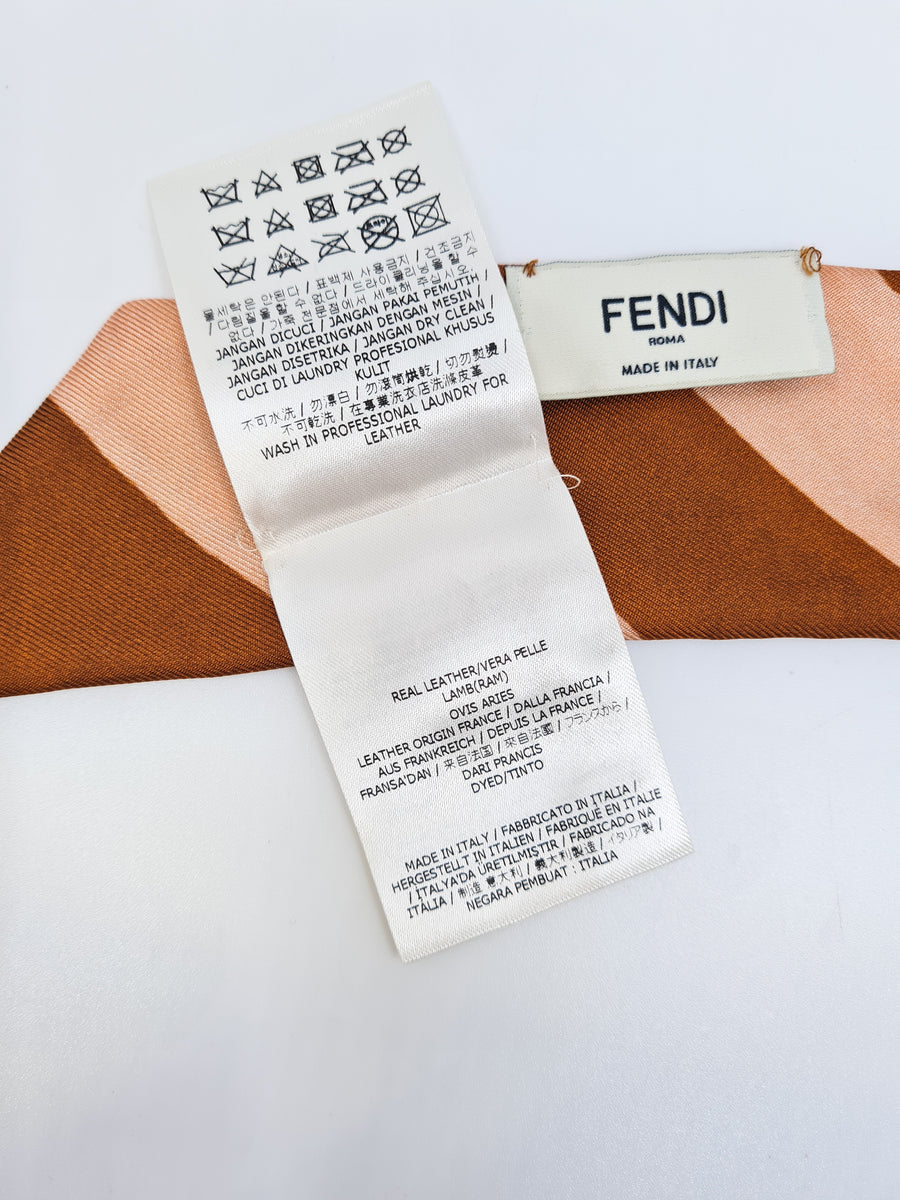 물세탁은 안된다 / 표백제 사용금지 / 건조금지
/ 다림질을 할 수 없다 / 드라이클리닝을 할 수
없다 / 가죽 전문점에서 세탁해 주십시오.
JANGAN DICUCI / JANGAN PAKAI PEMUTIH /
JANGAN DIKERINGKAN DENGAN MESIN /
JANGAN DISETRIKA / JANGAN DRY CLEAN /
CUCI DI LAUNDRY PROFESIONAL KHUSUS
KULIT
不可水洗 / 勿漂白 / 勿滾筒烘乾 / 切勿熨燙 /
不可乾洗 / 在專業洗衣店洗滌皮革
WASH IN PROFESSIONAL LAUNDRY FOR
LEATHER
FENDI
ROMA
MADE IN ITALY
REAL LEATHER/VERA PELLE
LAMB(RAM)
OVIS ARIES
LEATHER ORIGIN FRANCE / DALLA FRANCIA /
AUS FRANKREICH / DEPUIS LA FRANCE /
FRANSA'DAN / 來自法国 / 來自法國 / フランスから /
DARI PRANCIS
DYED/TINTO
MADE IN ITALY / FABBRICATO IN ITALIA /
HERGESTELLT IN ITALIEN / FABRIQUÉ EN ITALIE
/ ITALYA'DA ÜRETILMIŞTIR / FABRICADO NA
ITÁLIA / 制造 意大利 / 義大利製造 / イタリア製 /
NEGARA PEMBUAT : ITALIA